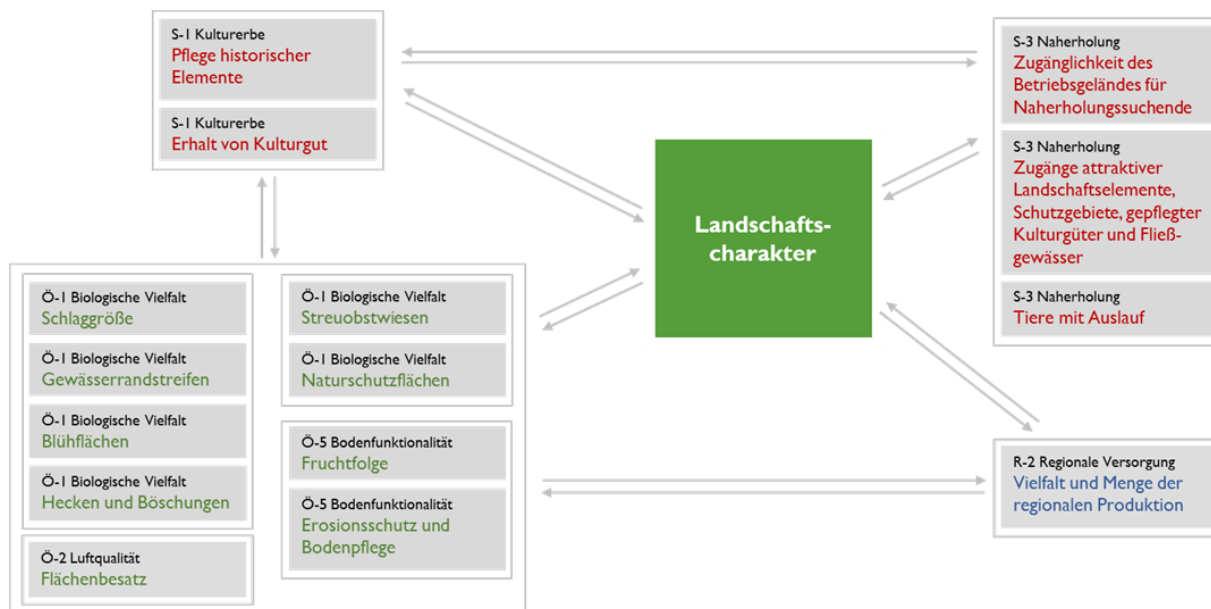 S-1 Kulturerbe
Pflege historischer
Elemente
S-1 Kulturerbe
Erhalt von Kulturgut
S-3 Naherholung
Zugänglichkeit des
Betriebsgeländes für
Naherholungssuchende
S-3 Naherholung
Zugänge attraktiver
Landschaftselemente,
Schutzgebiete, gepflegter
Kulturgüter und Fließ-
gewässer
S-3 Naherholung
Tiere mit Auslauf
Landschafts-
charakter
Ö-1 Biologische Vielfalt
Schlaggröße
Ö-1 Biologische Vielfalt
Gewässerrandstreifen
Ö-1 Biologische Vielfalt
Blühflächen
Ö-1 Biologische Vielfalt
Hecken und Böschungen
Ö-2 Luftqualität
Flächenbesatz
Ö-1 Biologische Vielfalt
Streuobstwiesen
Ö-1 Biologische Vielfalt
Naturschutzflächen
Ö-5 Bodenfunktionalität
Fruchtfolge
Ö-5 Bodenfunktionalität
Erosionsschutz und
Bodenpflege
R-2 Regionale Versorgung
Vielfalt und Menge der
regionalen Produktion